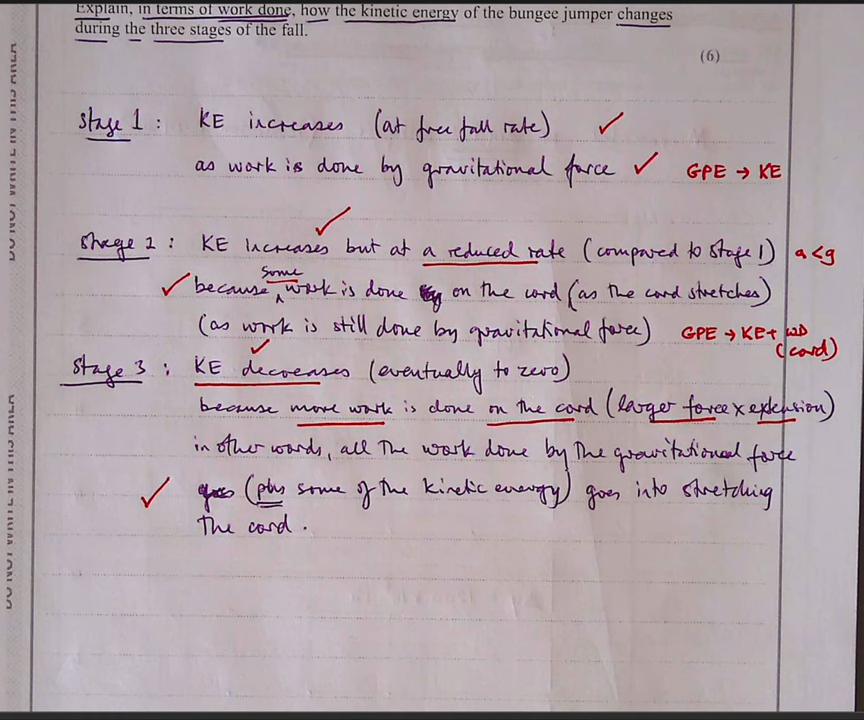 Explain, in terms of work done, how the kinetic energy of the bungee jumper changes
during the three stages of the fall.
(6)
Stage 1 : KE increases (at free fall rate) ✓
as work is done by gravitational force ✓ GPE → KE
✓
Stage 2 : KE increases but at a reduced rate (compared to stage 1) a<g
✓ because some work is done on the cord (as the cord stretches)
(as work is still done by gravitational force) GPE → KE + WD
(cord)
✓
Stage 3 : KE decreases (eventually to zero)
because more work is done on the cord (larger force x extension)
in other words, all the work done by the gravitational force
✓ (plus some of the kinetic energy) goes into stretching
the cord.